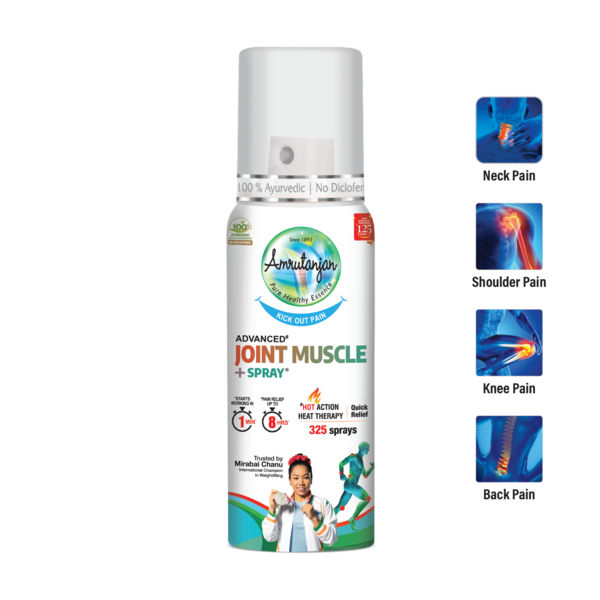 100 % Ayurvedic | No Diclofen
100%
AYURVEDIC
125
Since 1893
Amrutanjan
Pure Healthy Essence
KICK OUT PAIN
ADVANCED#
JOINT MUSCLE
+ SPRAY®
*STARTS WORKING IN
1 MIN*
*PAIN RELIEF UP TO
8 HRS*
#HOT ACTION
HEAT THERAPY
Quick
Relief
325 sprays
Trusted by
Mirabai Chanu
International Champion
in Weightlifting
Neck Pain
Shoulder Pain
Knee Pain
Back Pain